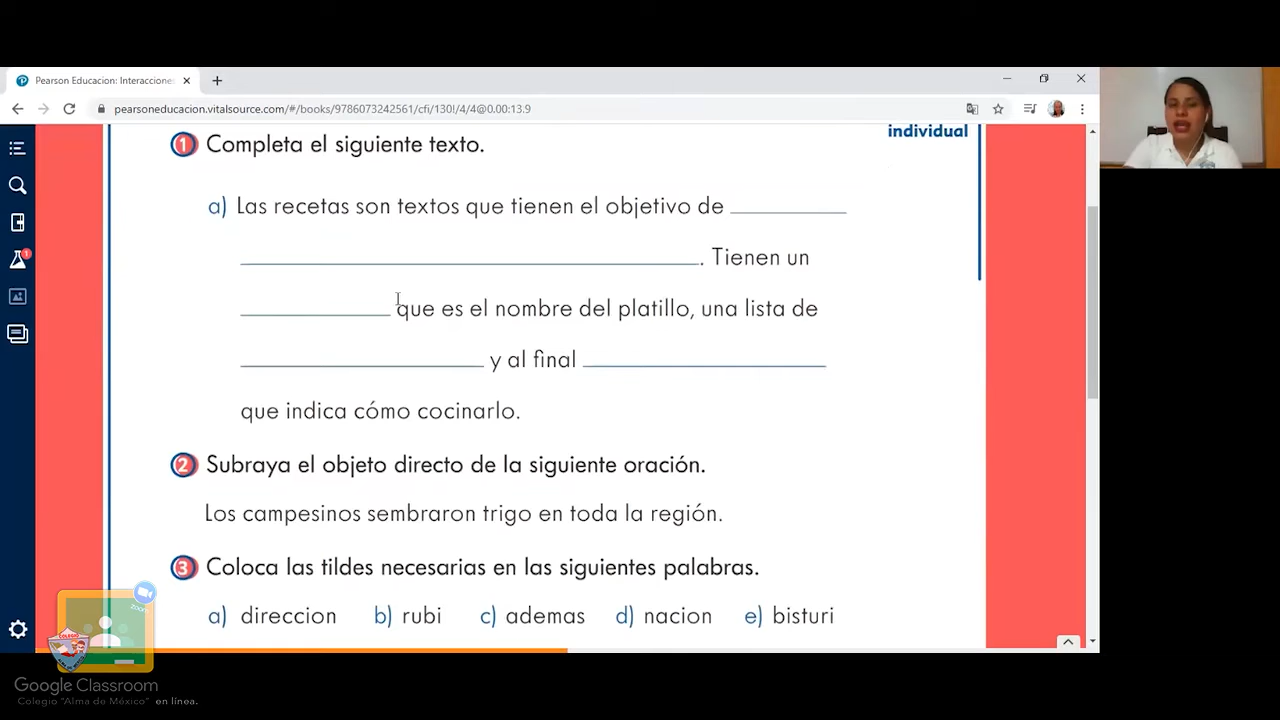 Pearson Educacion: Interaccione
pearsoneducacion.vitalsource.com/#/books/9786073242561/cfi/130!/4/4@0.00:13.9
individual
1 Completa el siguiente texto.
a) Las recetas son textos que tienen el objetivo de
. Tienen un
que es el nombre del platillo, una lista de
y al final
que indica cómo cocinarlo.
2 Subraya el objeto directo de la siguiente oración.
Los campesinos sembraron trigo en toda la región.
3 Coloca las tildes necesarias en las siguientes palabras.
a) direccion b) rubi c) ademas d) nacion e) bisturi
1
zoom
Google Classroom
Colegio "Alma de México" en línea.